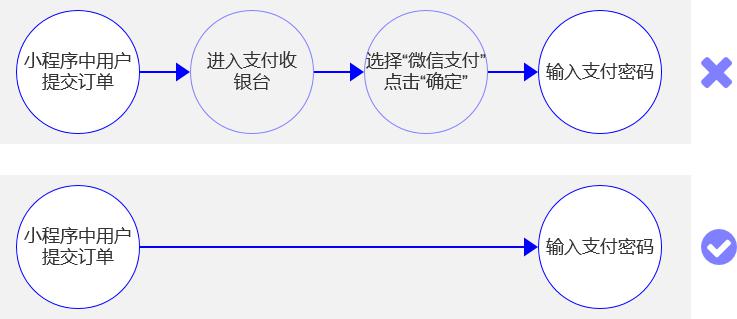 小程序中用户
提交订单
进入支付收
银台
选择“微信支付”
点击“确定”
输入支付密码
小程序中用户
提交订单
输入支付密码